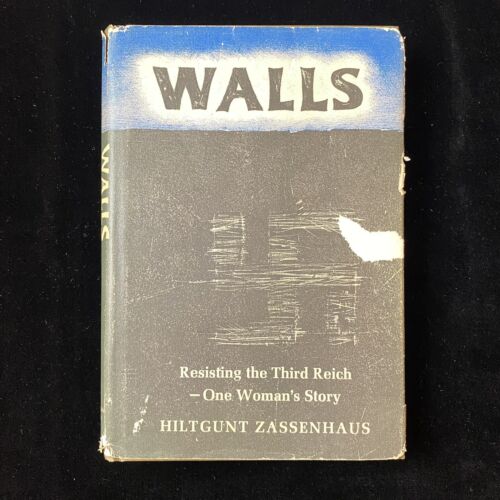 WALLS
WALLS
Resisting the Third Reich
—One Woman's Story
HILTGUNT ZASSENHAUS